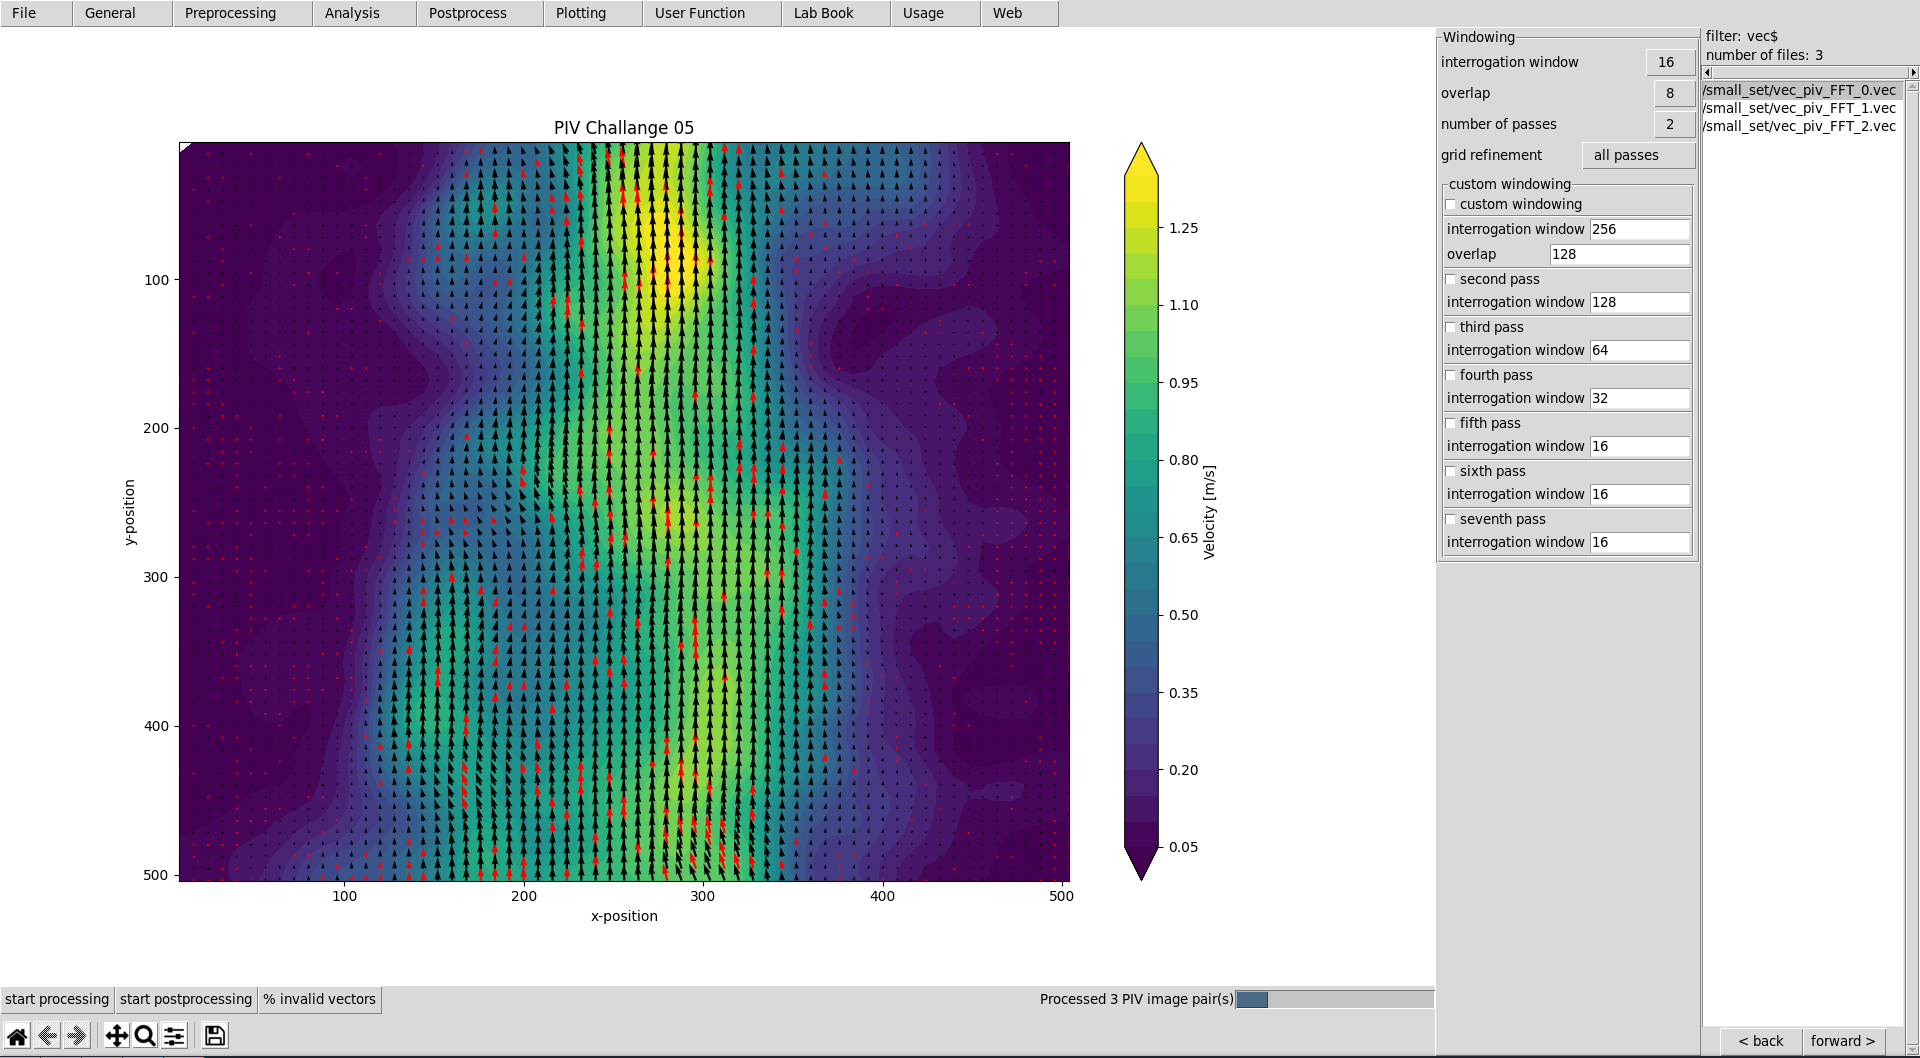 File General Preprocessing Analysis Postprocess Plotting User Function Lab Book Usage Web
PIV Challange 05
100
200
300
400
500
y-position
100 200 300 400 500
x-position
1.25
1.10
0.95
0.80
0.65
0.50
0.35
0.20
0.05
Velocity [m/s]
Windowing
interrogation window 16
overlap 8
number of passes 2
grid refinement all passes
custom windowing
custom windowing
interrogation window 256
overlap 128
second pass
interrogation window 128
third pass
interrogation window 64
fourth pass
interrogation window 32
fifth pass
interrogation window 16
sixth pass
interrogation window 16
seventh pass
interrogation window 16
filter: vec$
number of files: 3
/small_set/vec_piv_FFT_0.vec
/small_set/vec_piv_FFT_1.vec
/small_set/vec_piv_FFT_2.vec
start processing start postprocessing % invalid vectors
Processed 3 PIV image pair(s)
< back forward >